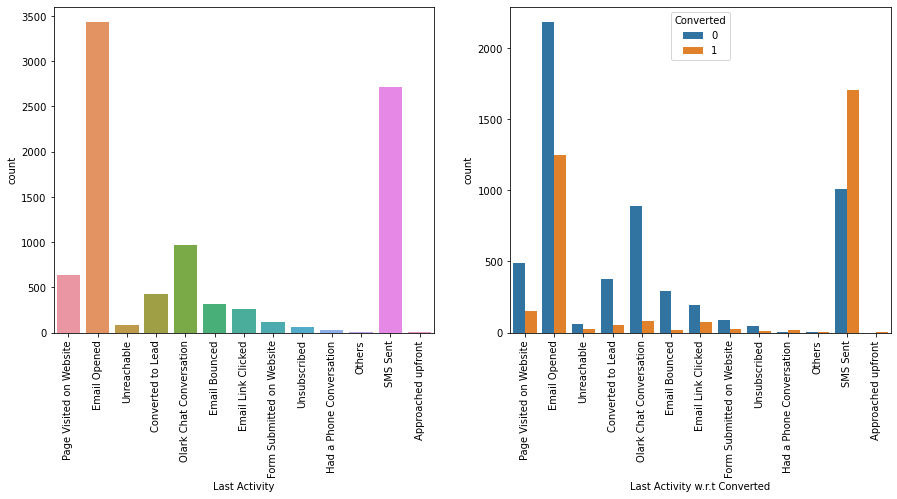 3500
3000
2500
2000
1500
1000
500
0
count
Page Visited on Website
Email Opened
Unreachable
Converted to Lead
Olark Chat Conversation
Email Bounced
Email Link Clicked
Form Submitted on Website
Unsubscribed
Had a Phone Conversation
Others
SMS Sent
Approached upfront
Last Activity
Converted
0
1
2000
1500
1000
500
0
count
Page Visited on Website
Email Opened
Unreachable
Converted to Lead
Olark Chat Conversation
Email Bounced
Email Link Clicked
Form Submitted on Website
Unsubscribed
Had a Phone Conversation
Others
SMS Sent
Approached upfront
Last Activity w.r.t Converted